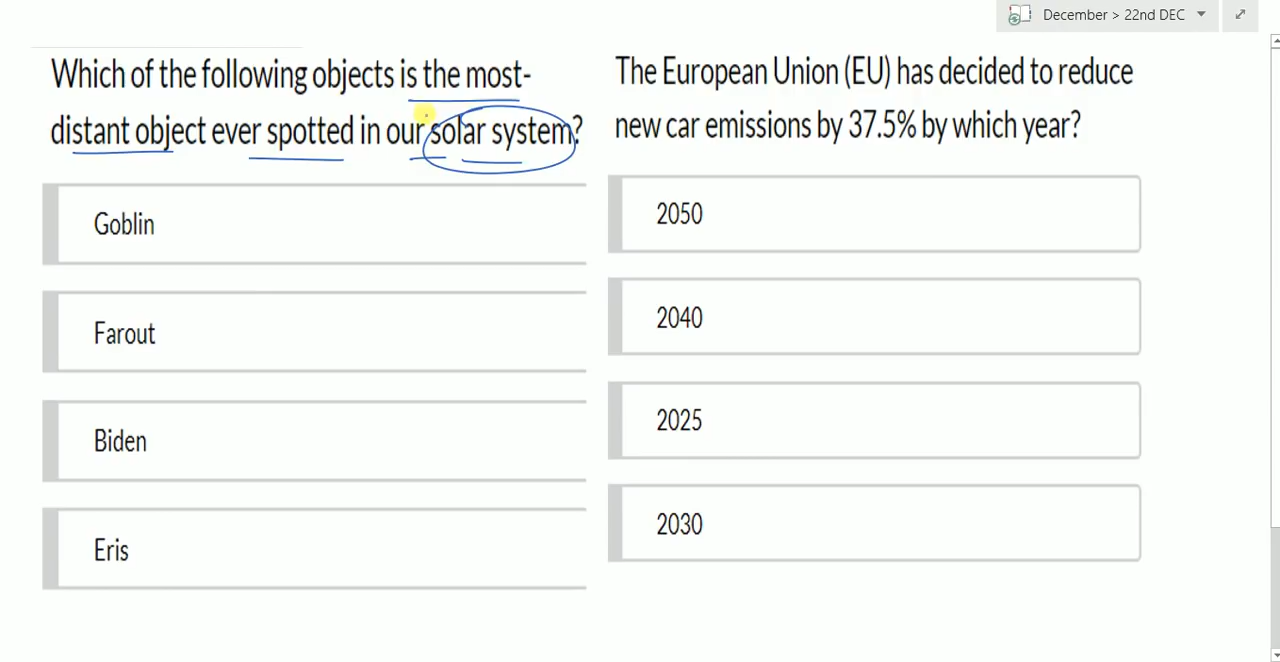 December > 22nd DEC
Which of the following objects is the most-
distant object ever spotted in our solar system?
Goblin
Farout
Biden
Eris
The European Union (EU) has decided to reduce
new car emissions by 37.5% by which year?
2050
2040
2025
2030